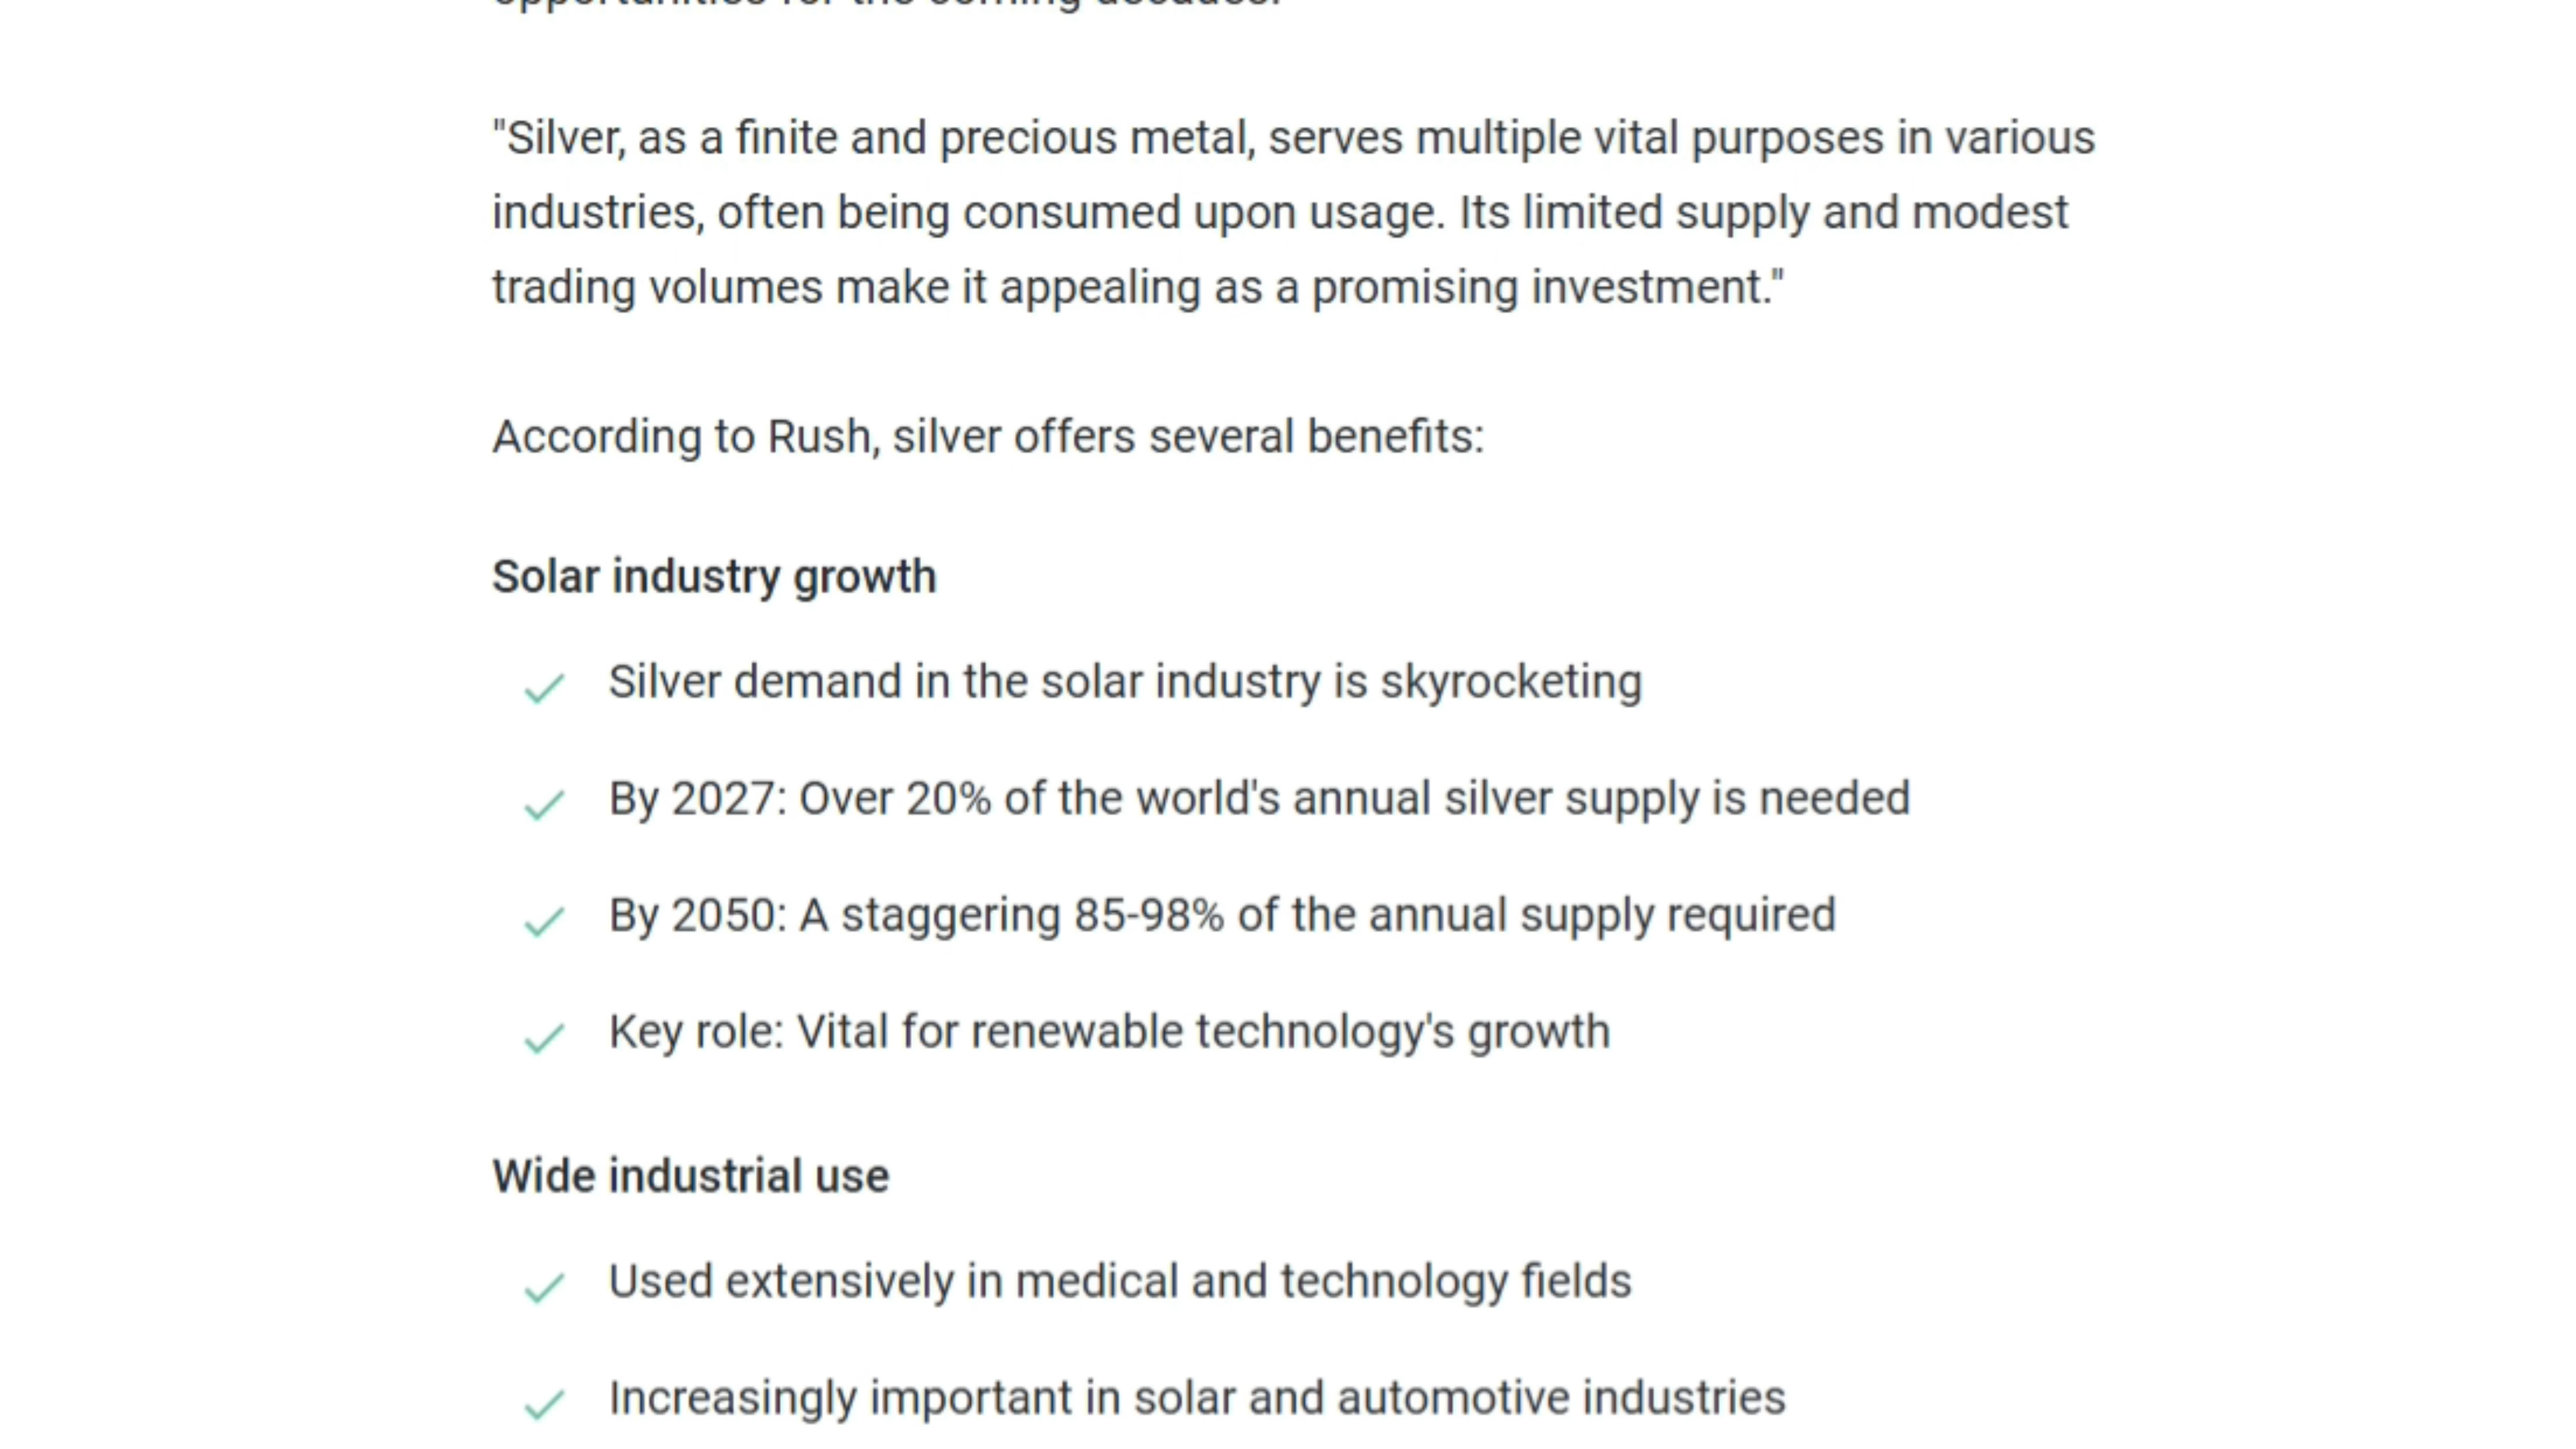 opportunities for the coming decades.
"Silver, as a finite and precious metal, serves multiple vital purposes in various
industries, often being consumed upon usage. Its limited supply and modest
trading volumes make it appealing as a promising investment."
According to Rush, silver offers several benefits:
Solar industry growth
Silver demand in the solar industry is skyrocketing
By 2027: Over 20% of the world's annual silver supply is needed
By 2050: A staggering 85-98% of the annual supply required
Key role: Vital for renewable technology's growth
Wide industrial use
Used extensively in medical and technology fields
Increasingly important in solar and automotive industries